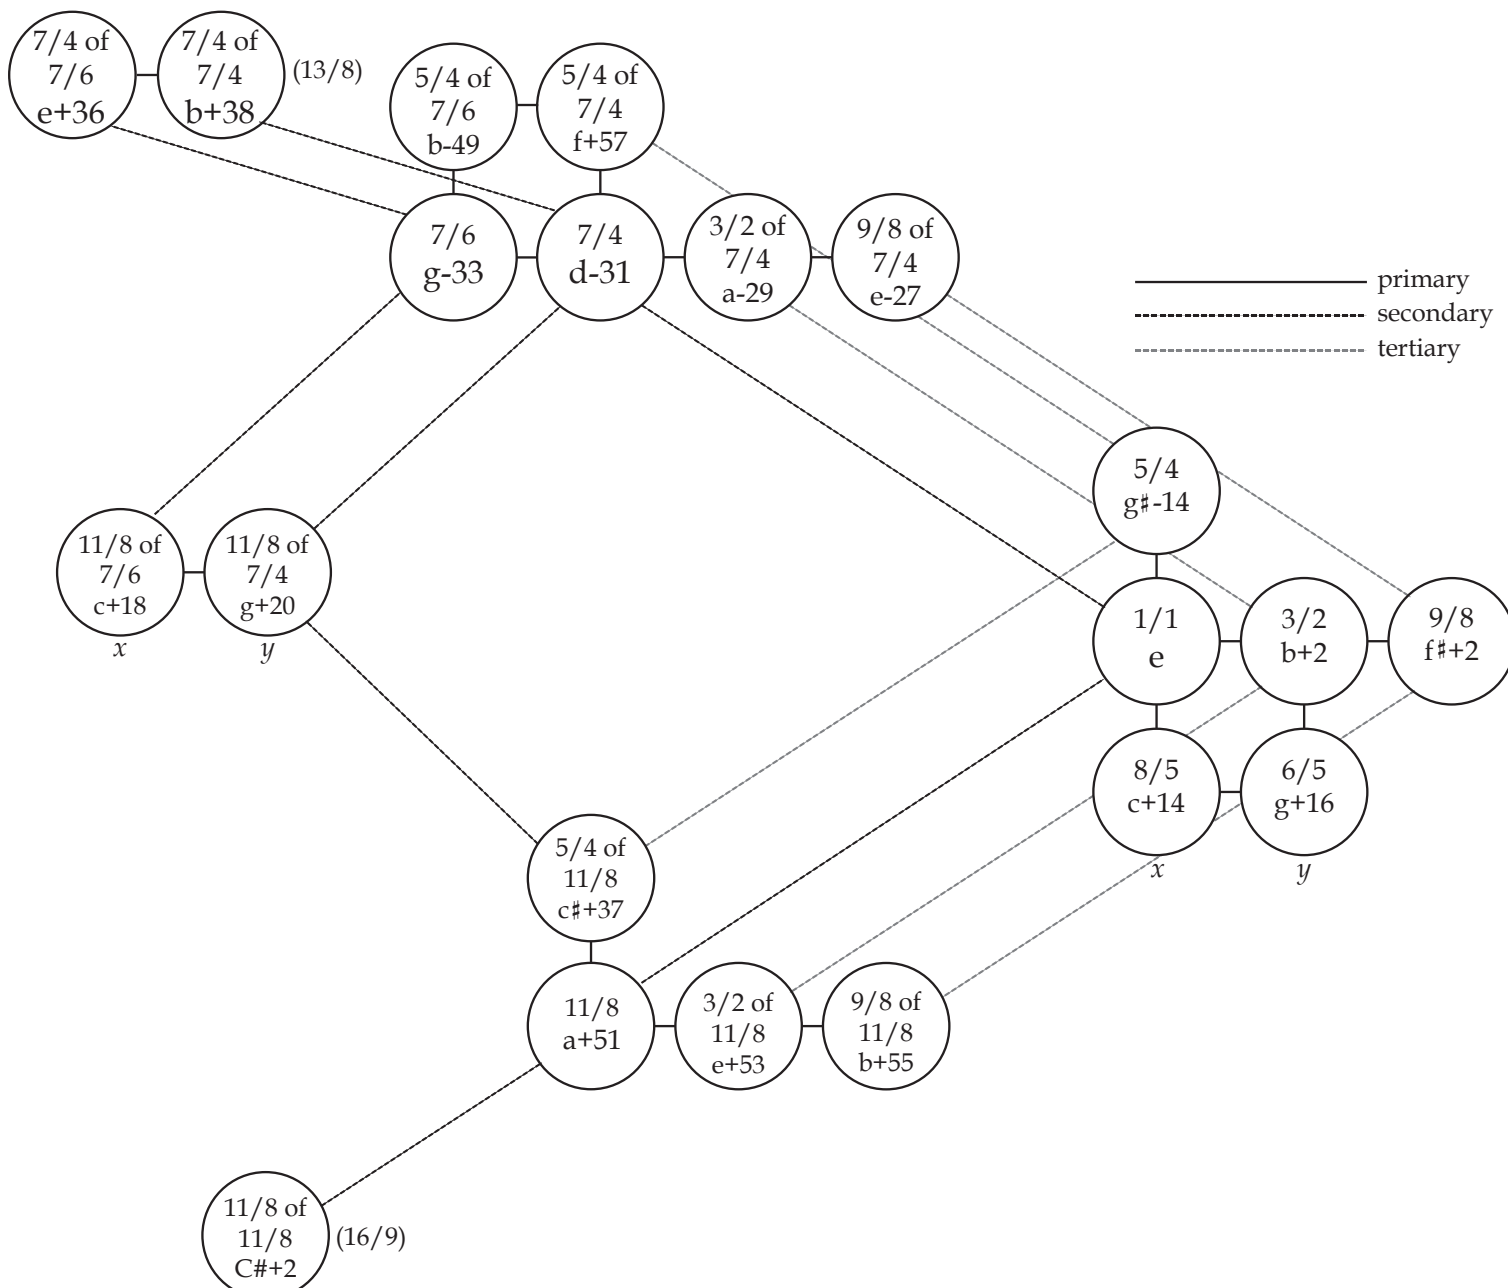 7/4 of
7/6
e+36
7/4 of
7/4
b+38
(13/8)
5/4 of
7/6
b-49
5/4 of
7/4
f+57
7/6
g-33
7/4
d-31
3/2 of
7/4
a-29
9/8 of
7/4
e-27
primary
secondary
tertiary
5/4
g♯-14
11/8 of
7/6
c+18
x
11/8 of
7/4
g+20
y
1/1
e
3/2
b+2
9/8
f♯+2
8/5
c+14
x
6/5
g+16
y
5/4 of
11/8
c♯+37
11/8
a+51
3/2 of
11/8
e+53
9/8 of
11/8
b+55
11/8 of
11/8
C#+2
(16/9)